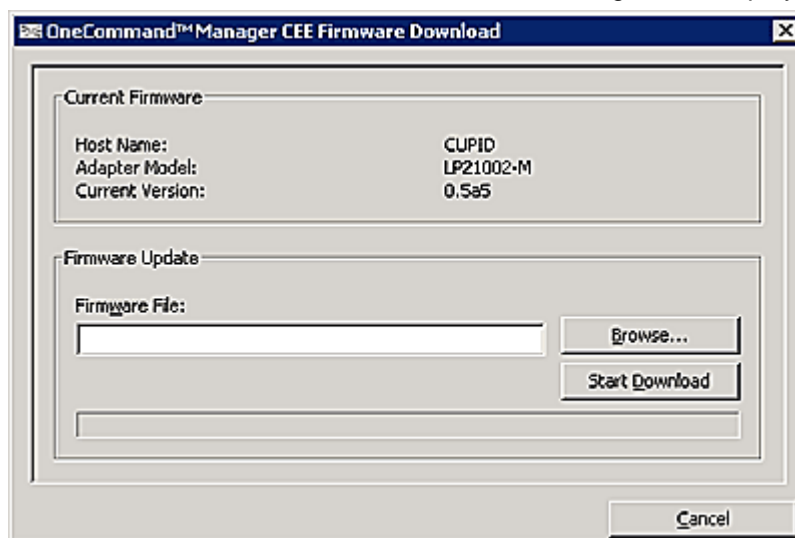 OneCommand™ Manager CEE Firmware Download
Current Firmware
Host Name: CUPID
Adapter Model: LP21002-M
Current Version: 0.5a5
Firmware Update
Firmware File:
Browse...
Start Download
Cancel